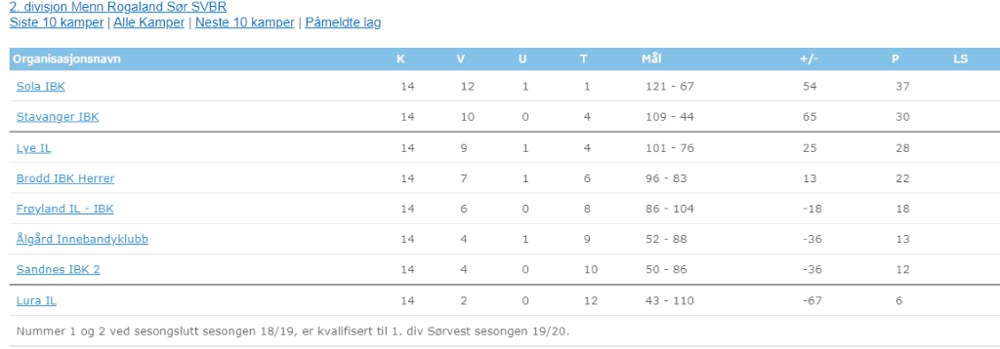 2. divisjon Menn Rogaland Sør SVBR
Siste 10 kamper | Alle Kamper | Neste 10 kamper | Påmeldte lag
Organisasjonsnavn K V U T Mål +/- P LS
Sola IBK 14 12 1 1 121 - 67 54 37
Stavanger IBK 14 10 0 4 109 - 44 65 30
Lye IL 14 9 1 4 101 - 76 25 28
Brodd IBK Herrer 14 7 1 6 96 - 83 13 22
Frøyland IL - IBK 14 6 0 8 86 - 104 -18 18
Ålgård Innebandyklubb 14 4 1 9 52 - 88 -36 13
Sandnes IBK 2 14 4 0 10 50 - 86 -36 12
Lura IL 14 2 0 12 43 - 110 -67 6
Nummer 1 og 2 ved sesongslutt sesongen 18/19, er kvalifisert til 1. div Sørvest sesongen 19/20.